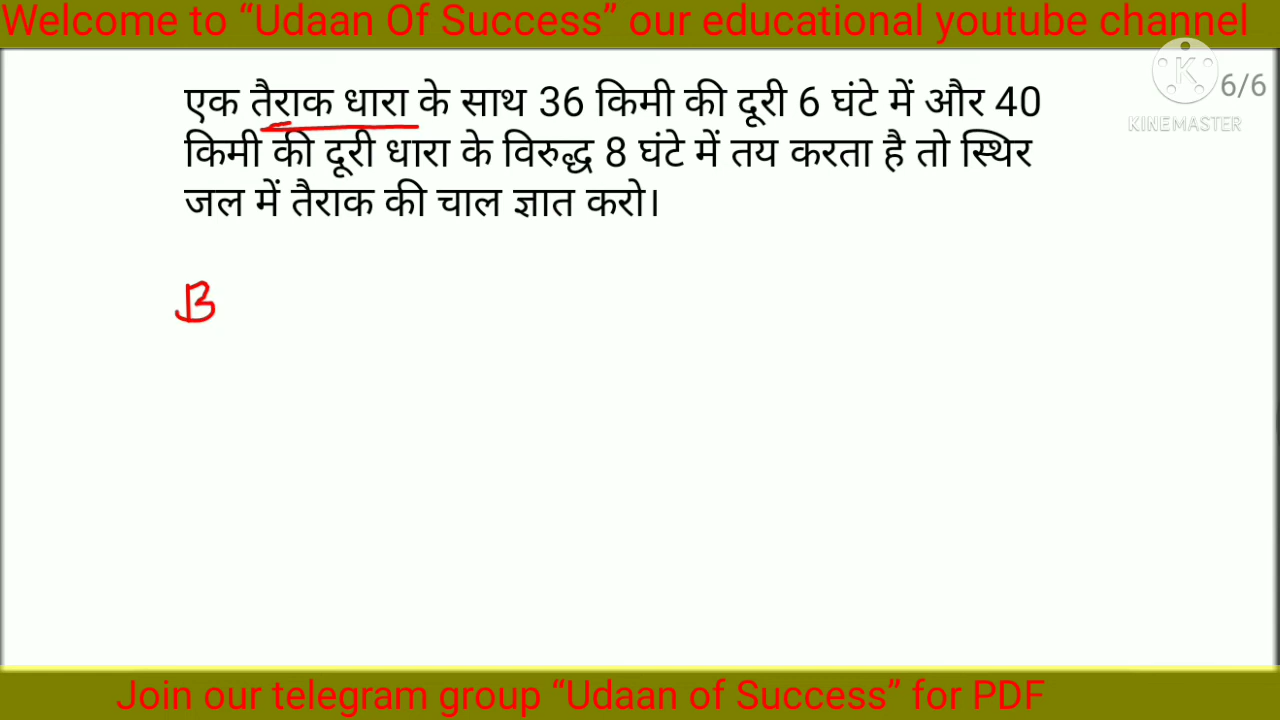 Welcome to “Udaan Of Success” our educational youtube channel
6/6
KINEMASTER
एक तैराक धारा के साथ 36 किमी की दूरी 6 घंटे में और 40
किमी की दूरी धारा के विरुद्ध 8 घंटे में तय करता है तो स्थिर
जल में तैराक की चाल ज्ञात करो।
B
Join our telegram group “Udaan of Success” for PDF